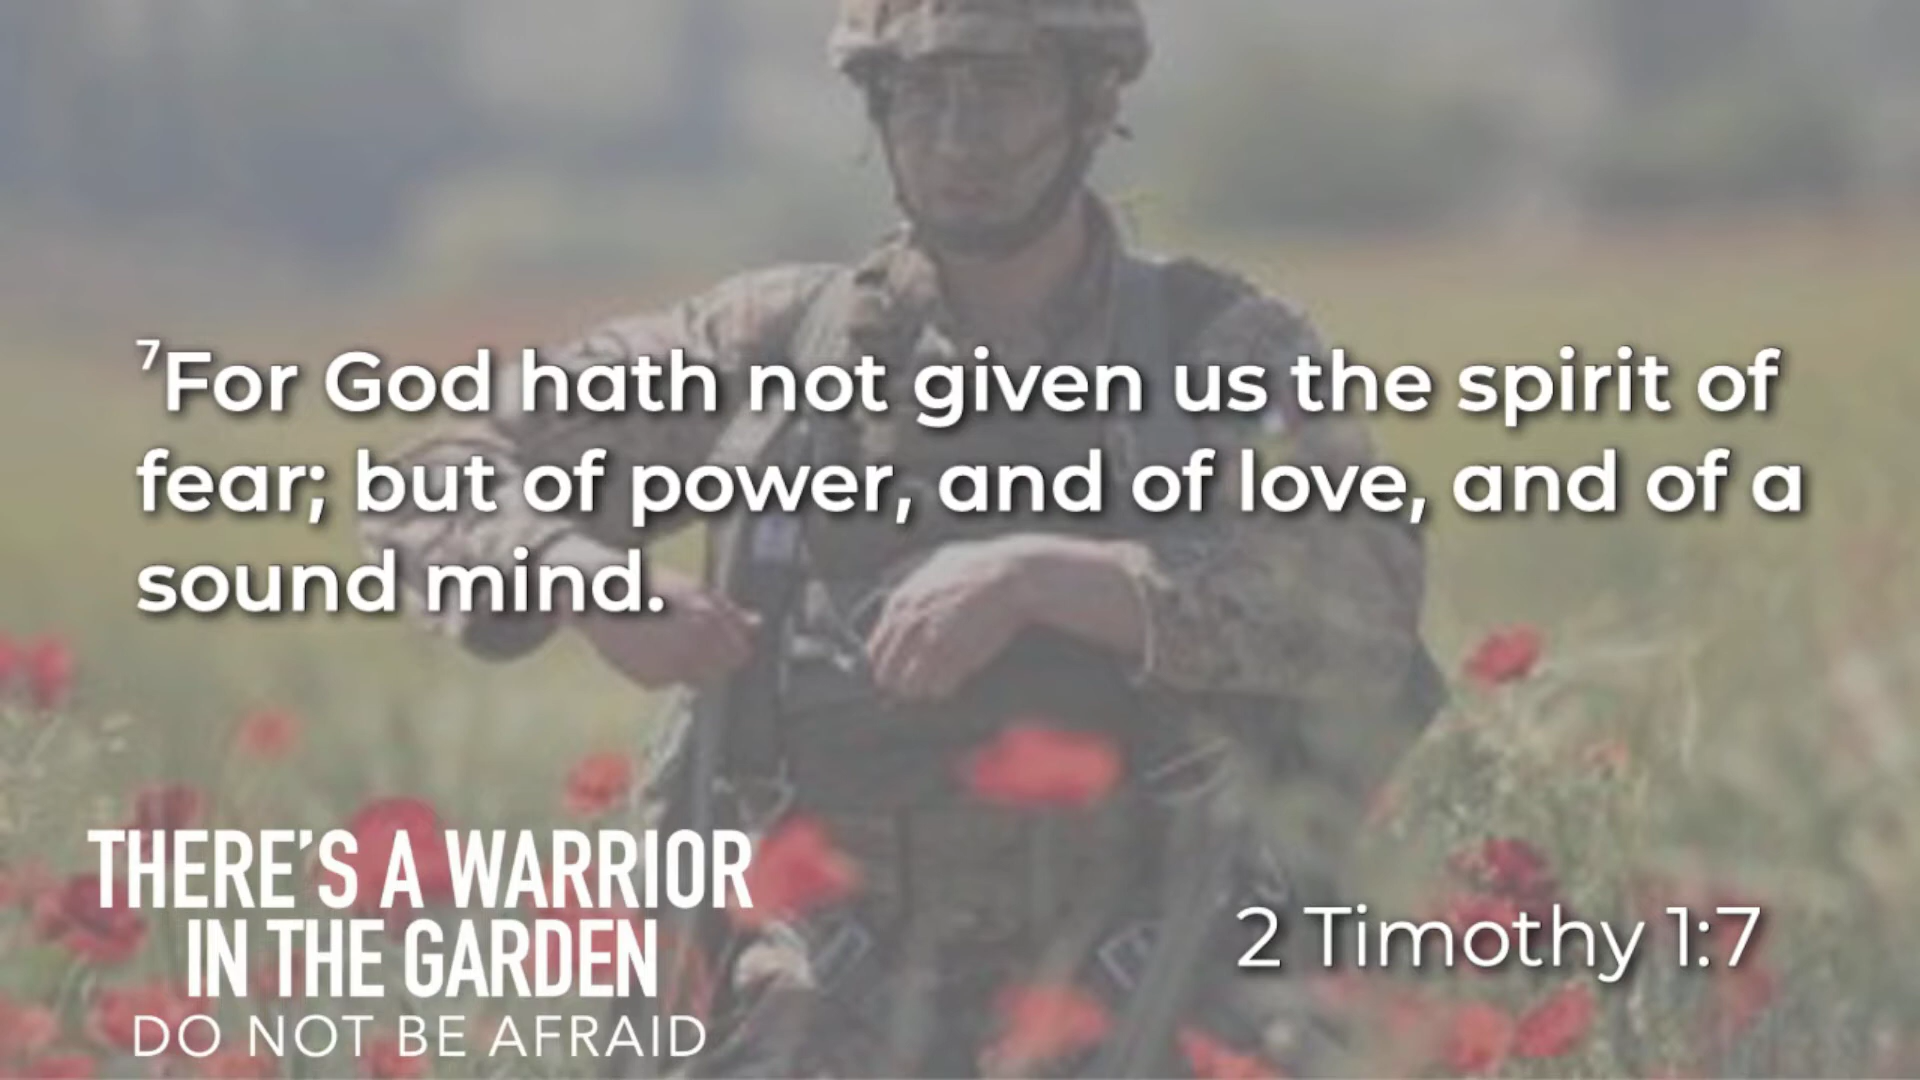 ⁷For God hath not given us the spirit of
fear; but of power, and of love, and of a
sound mind.
THERE'S A WARRIOR
IN THE GARDEN
DO NOT BE AFRAID
2 Timothy 1:7